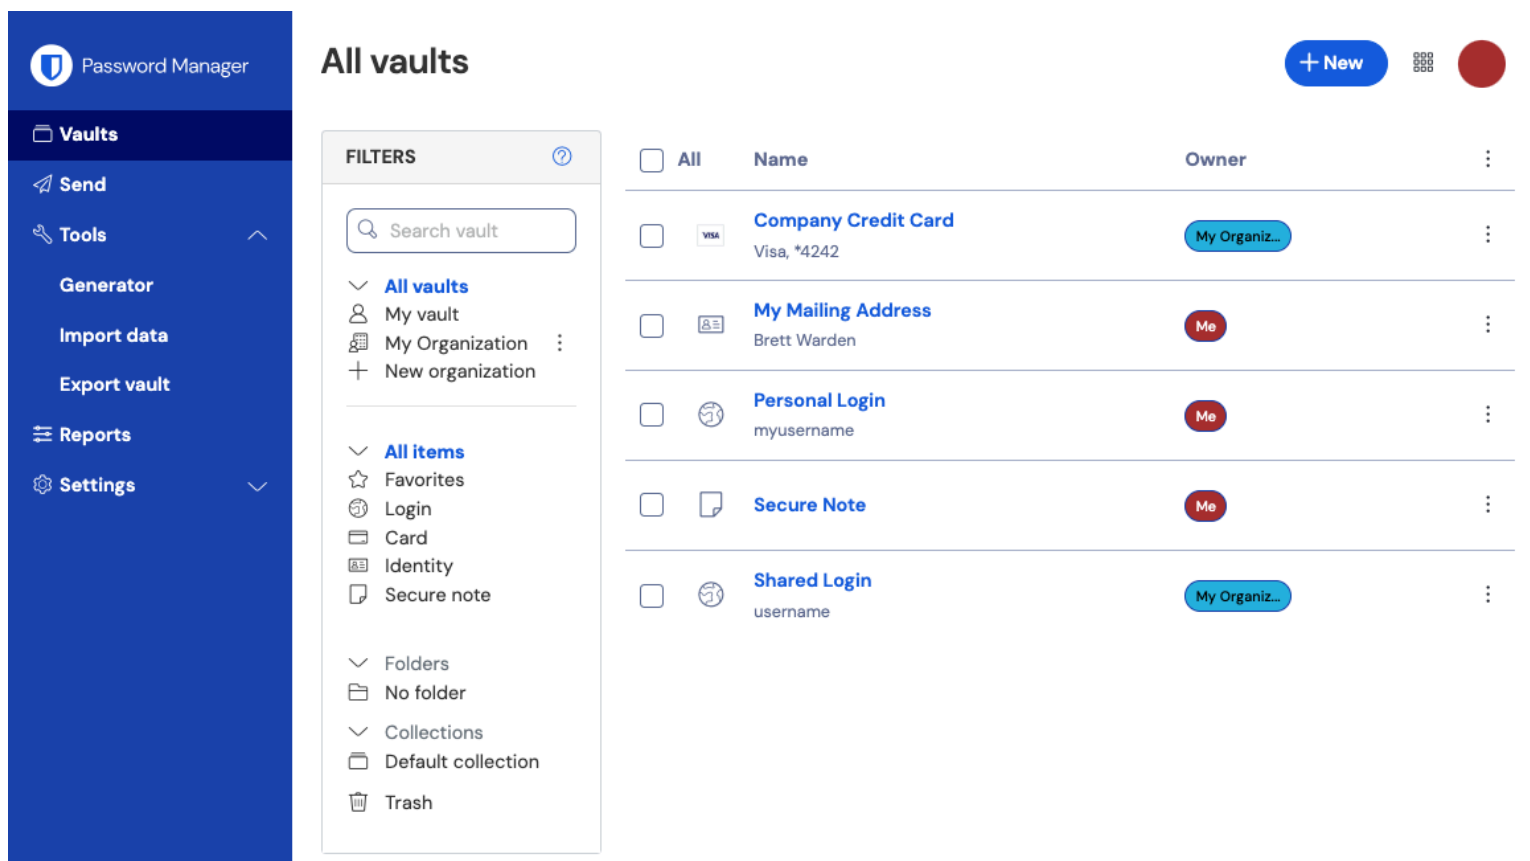 Password Manager
Vaults
Send
Tools
Generator
Import data
Export vault
Reports
Settings
All vaults
+ New
FILTERS
?
Search vault
All vaults
My vault
My Organization
New organization
All items
Favorites
Login
Card
Identity
Secure note
Folders
No folder
Collections
Default collection
Trash
All Name Owner
VISA
Company Credit Card
Visa, *4242
My Organiz...
My Mailing Address
Brett Warden
Me
Personal Login
myusername
Me
Secure Note
Me
Shared Login
username
My Organiz...